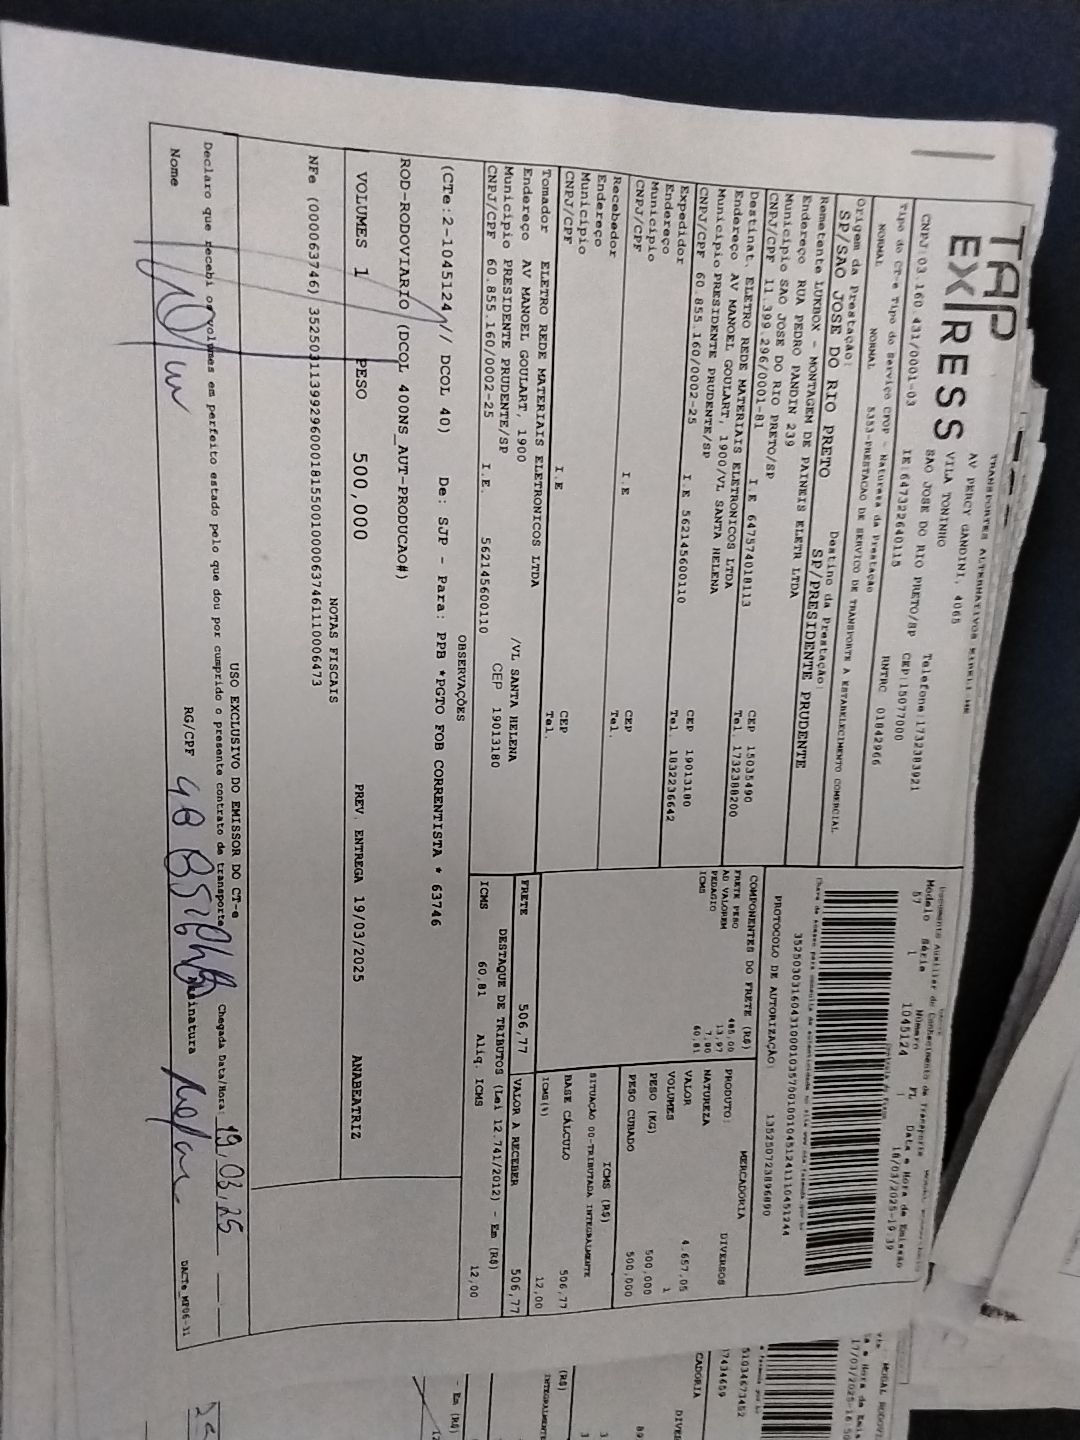 TAP
EXPRESS
TRANSPORTES ALTERNATIVOS EIRELI ME
AV PERCY GANDINI, 4065
VILA TONINHO
SAO JOSE DO RIO PRETO/SP
CEP:15077000
Telefone:1732383921
CNPJ:03.160.431/0001-03
IE:647322640115
RNTRC 01842966
Tipo do CT-e Tipo do Serviço CFOP - Natureza da Prestação
NORMAL NORMAL 5353-PRESTACAO DE SERVICO DE TRANSPORTE A ESTABELECIMENTO COMERCIAL
Origem da Prestação: Destino da Prestação:
SP/SAO JOSE DO RIO PRETO SP/PRESIDENTE PRUDENTE
Remetente LUKBOX - MONTAGEM DE PAINEIS ELETR LTDA
Endereço RUA PEDRO PANDIN 239
Município SAO JOSE DO RIO PRETO/SP CEP 15035490
CNPJ/CPF 11.399.296/0001-81 I.E 647574018113 Tel. 1732388200
Destinat. ELETRO REDE MATERIAIS ELETRONICOS LTDA
Endereço AV MANOEL GOULART, 1900/VL SANTA HELENA
Município PRESIDENTE PRUDENTE/SP CEP 19013180
CNPJ/CPF 60.855.160/0002-25 I.E 562145600110 Tel. 1832236642
Expedidor
Endereço
Município CEP
CNPJ/CPF I.E Tel.
Recebedor
Endereço
Município CEP
CNPJ/CPF I.E Tel.
Tomador ELETRO REDE MATERIAIS ELETRONICOS LTDA
Endereço AV MANOEL GOULART, 1900 /VL SANTA HELENA
Município PRESIDENTE PRUDENTE/SP CEP 19013180
CNPJ/CPF 60.855.160/0002-25 I.E. 562145600110
Documento Auxiliar do Conhecimento de Transporte
Modelo Série Número FL Data e Hora de Emissão
57 1 1045124 1 18/03/2025-19:39
35250303160431000103570010010451241110451244
PROTOCOLO DE AUTORIZAÇÃO: 135250723896890
COMPONENTES DO FRETE (R$)
FRETE PESO 485,00
AD VALOREM 13,97
PEDAGIO 7,80
ICMS 60,81
PRODUTO: MERCADORIA
NATUREZA DIVERSOS
VALOR 4.657,05
VOLUMES 1
PESO (KG) 500,000
PESO CUBADO 500,000
ICMS (R$)
SITUAÇÃO 00-TRIBUTADA INTEGRALMENTE
BASE CÁLCULO 506,77
ICMS(%) 12,00
FRETE 506,77 VALOR A RECEBER 506,77
DESTAQUE DE TRIBUTOS (Lei 12.741/2012) - Em (R$)
ICMS 60,81 Aliq. ICMS 12,00
OBSERVAÇÕES
(CTe:2-1045124 // DCOL 40) De: SJP - Para: PPB *PGTO FOB CORRENTISTA * 63746
ROD-RODOVIARIO (DCOL 400NS_AUT-PRODUCAO#)
VOLUMES 1 PESO 500,000 PREV. ENTREGA 19/03/2025 ANABEATRIZ
NOTAS FISCAIS
NFe (000063746) 35250311399296000181550010000637461110006473
USO EXCLUSIVO DO EMISSOR DO CT-e
Declaro que recebi os volumes em perfeito estado pelo que dou por cumprido o presente contrato de transporte
Chegada Data/Hora: 19.03.25
Nome RG/CPF Assinatura
DACTe_MP06-31